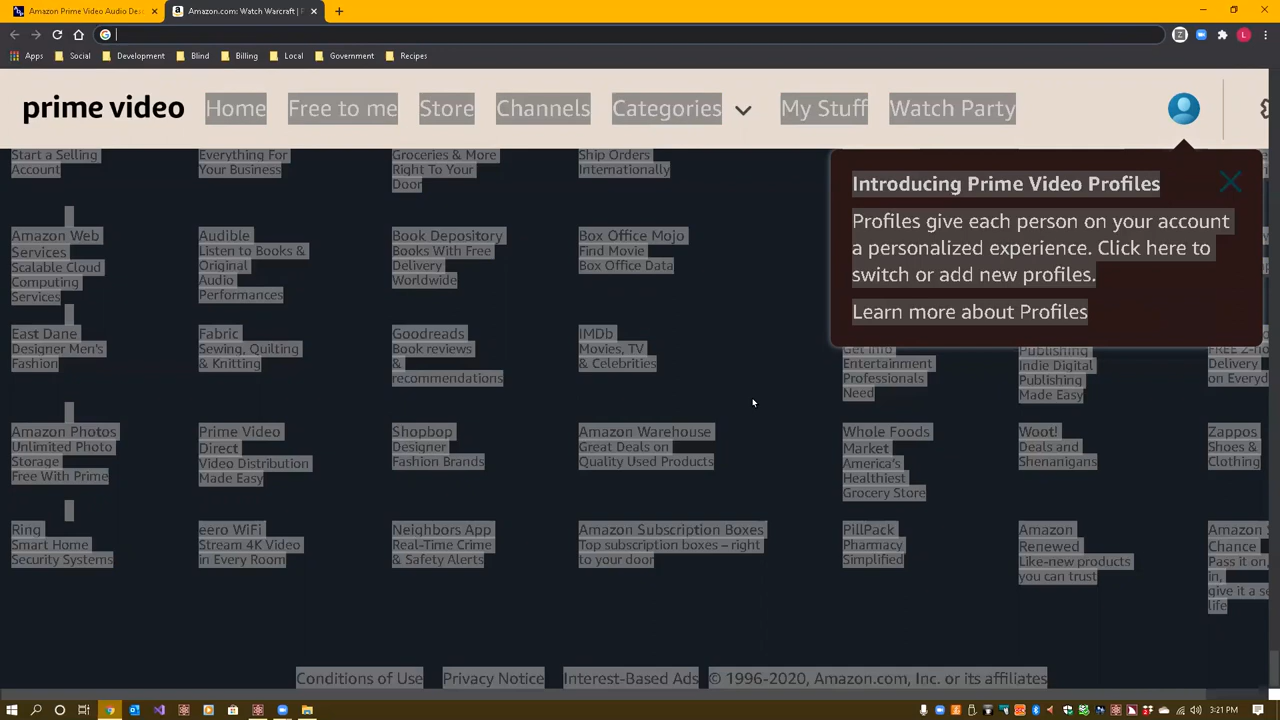 Amazon Prime Video Audio Des
Amazon.com: Watch Warcraft | P
Apps Social Development Blind Billing Local Government Recipes
prime video Home Free to me Store Channels Categories My Stuff Watch Party
Introducing Prime Video Profiles
Profiles give each person on your account
a personalized experience. Click here to
switch or add new profiles.
Learn more about Profiles
Start a Selling
Account
Everything For
Your Business
Groceries & More
Right To Your
Door
Ship Orders
Internationally
Amazon Web
Services
Scalable Cloud
Computing
Services
Audible
Listen to Books &
Original
Audio
Performances
Book Depository
Books With Free
Delivery
Worldwide
Box Office Mojo
Find Movie
Box Office Data
East Dane
Designer Men's
Fashion
Fabric
Sewing, Quilting
& Knitting
Goodreads
Book reviews
&
recommendations
IMDb
Movies, TV
& Celebrities
Get Info
Entertainment
Professionals
Need
Publishing
Indie Digital
Publishing
Made Easy
FREE 2-ho
Delivery
on Everyd
Amazon Photos
Unlimited Photo
Storage
Free With Prime
Prime Video
Direct
Video Distribution
Made Easy
Shopbop
Designer
Fashion Brands
Amazon Warehouse
Great Deals on
Quality Used Products
Whole Foods
Market
America's
Healthiest
Grocery Store
Woot!
Deals and
Shenanigans
Zappos
Shoes &
Clothing
Ring
Smart Home
Security Systems
eero WiFi
Stream 4K Video
in Every Room
Neighbors App
Real-Time Crime
& Safety Alerts
Amazon Subscription Boxes
Top subscription boxes – right
to your door
PillPack
Pharmacy
Simplified
Amazon
Renewed
Like-new products
you can trust
Amazon S
Chance
Pass it on,
in,
give it a se
life
Conditions of Use Privacy Notice Interest-Based Ads © 1996-2020, Amazon.com, Inc. or its affiliates
3:21 PM